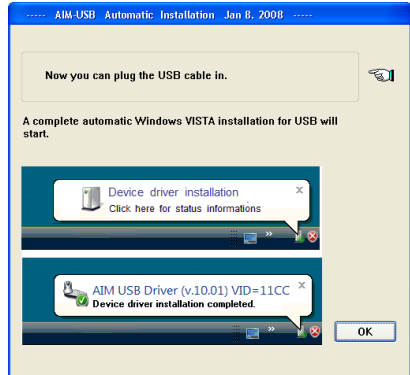 ----- AIM-USB Automatic Installation Jan 8. 2008 -----
Now you can plug the USB cable in.
A complete automatic Windows VISTA installation for USB will
start.
Device driver installation
Click here for status informations
AIM USB Driver (v.10.01) VID=11CC
Device driver installation completed.
OK